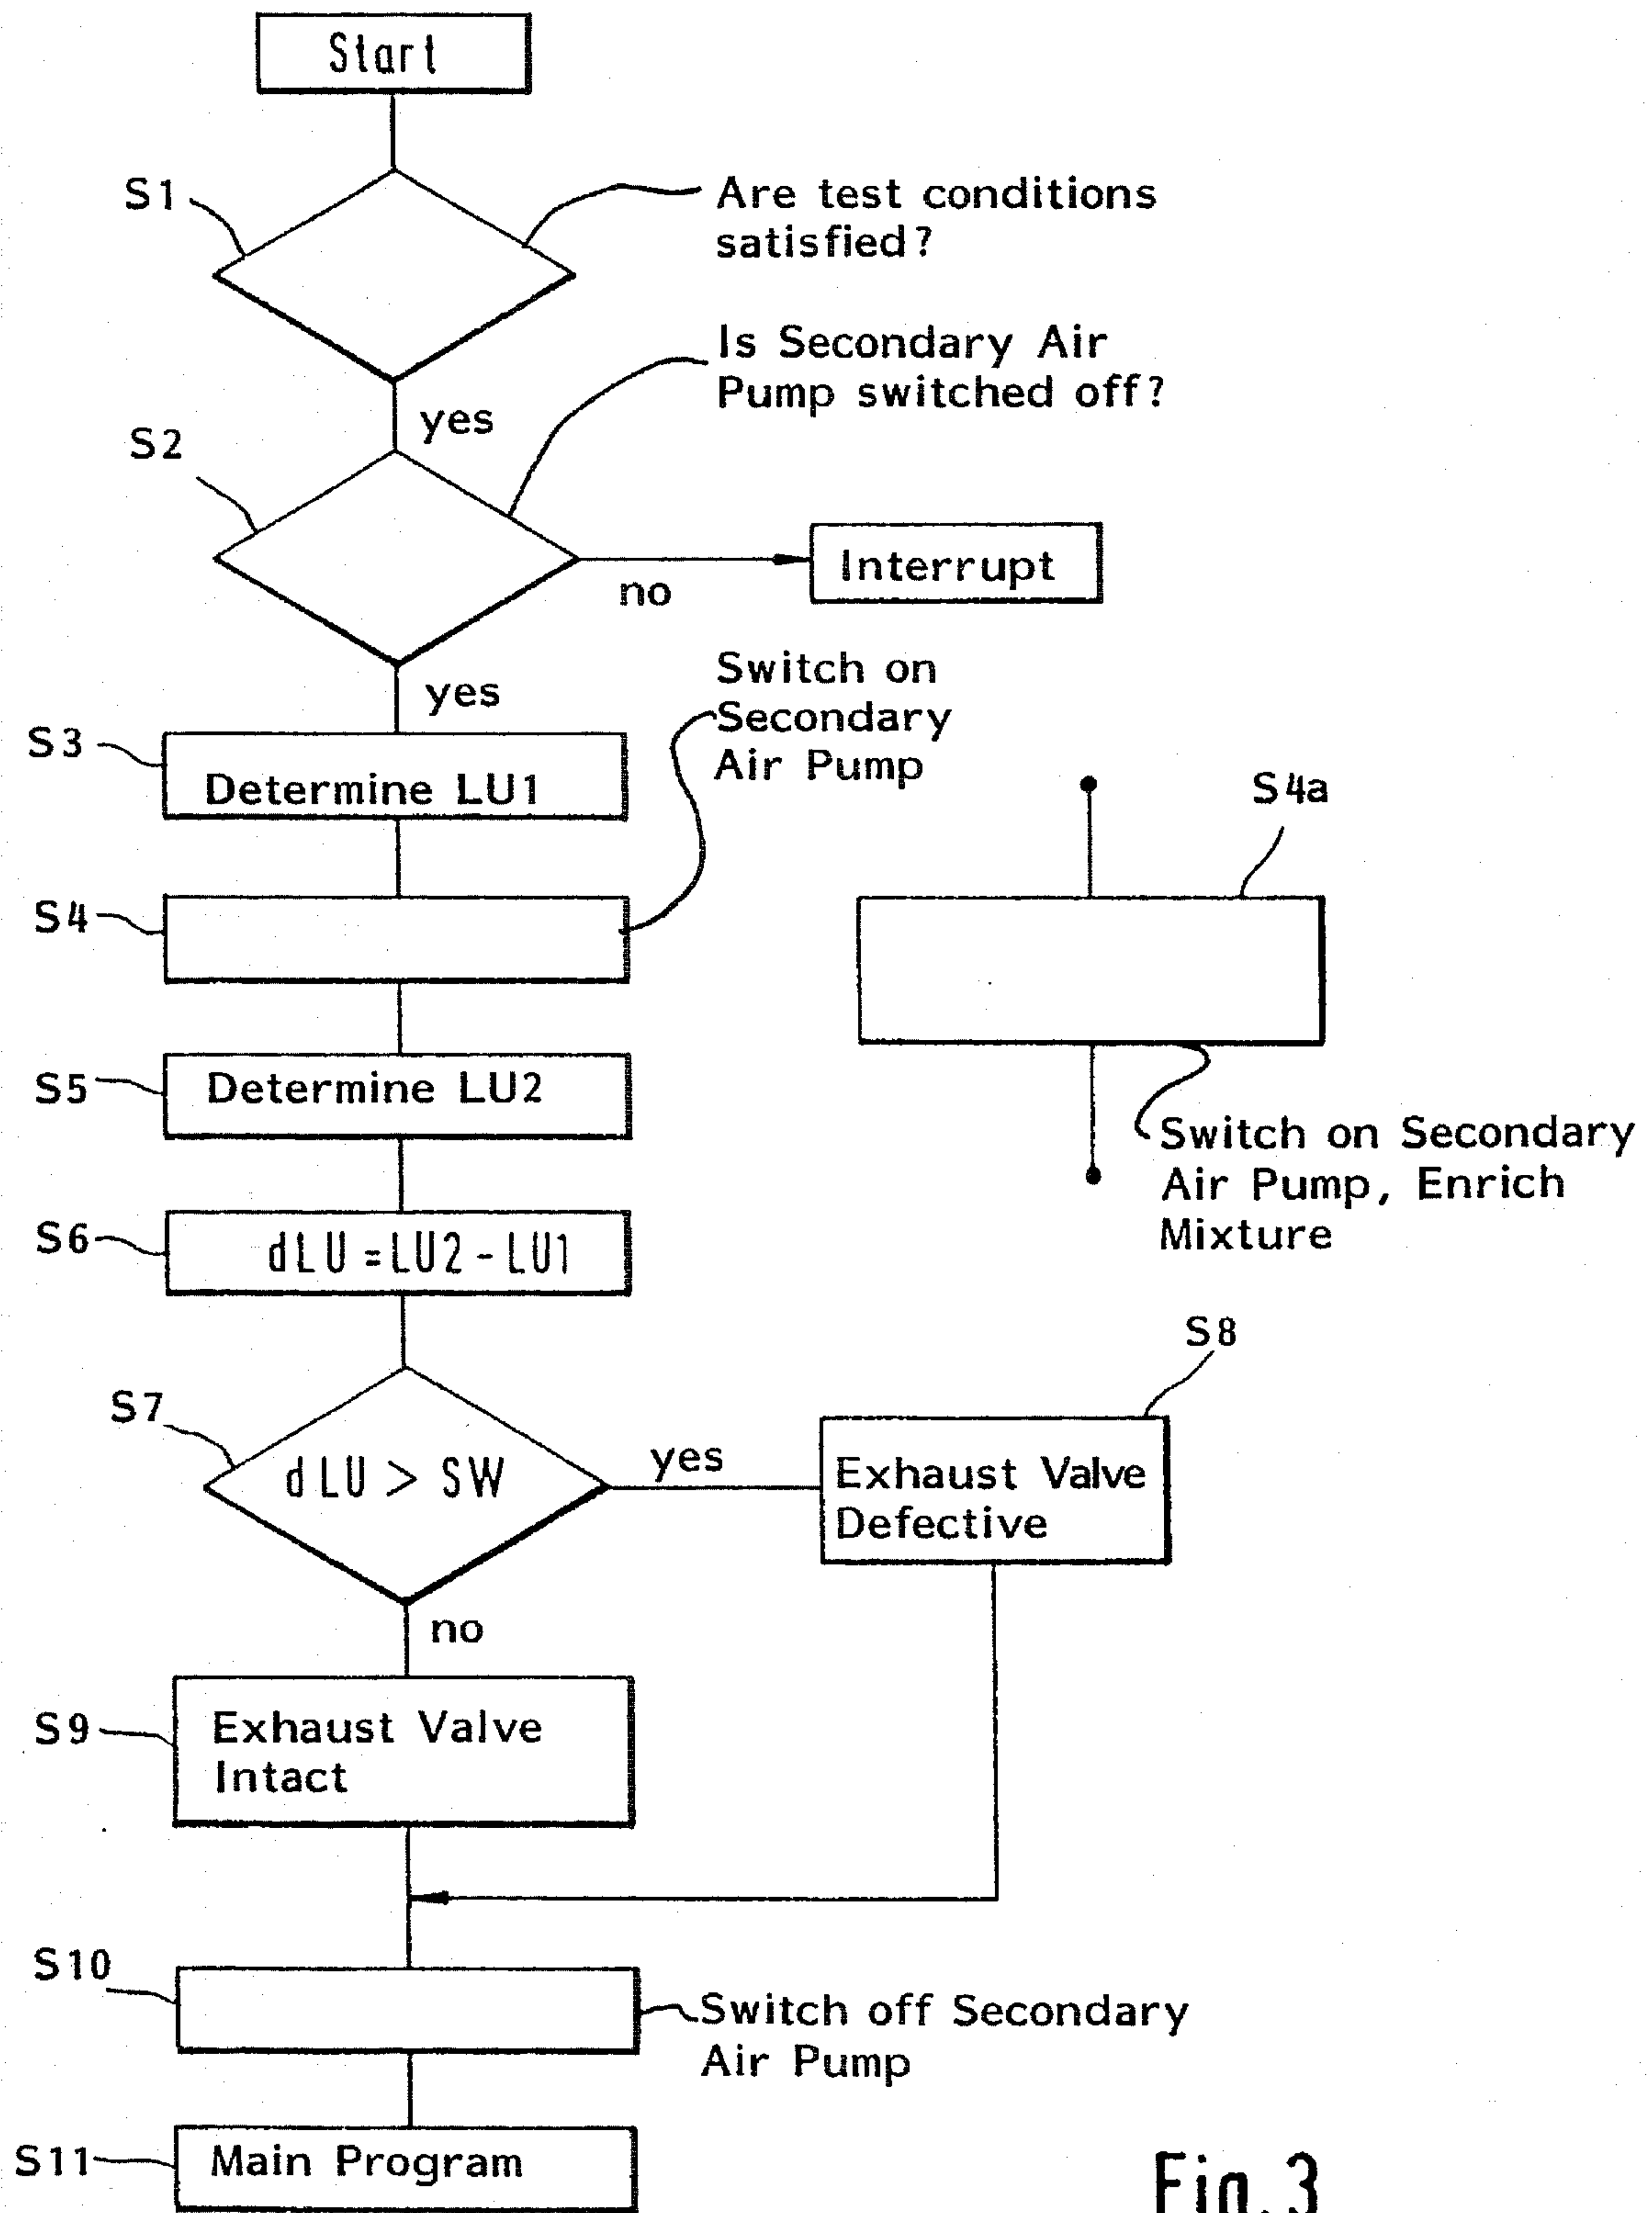 Start
S1
Are test conditions
satisfied?
Is Secondary Air
Pump switched off?
yes
S2
Interrupt
no
Switch on
Secondary
Air Pump
yes
S3
Determine LU1
S4a
S4
S5
Determine LU2
Switch on Secondary
Air Pump, Enrich
Mixture
S6
dLU = LU2 - LU1
S8
S7
dLU > SW
yes
Exhaust Valve
Defective
no
S9
Exhaust Valve
Intact
S10
Switch off Secondary
Air Pump
S11
Main Program
Fig. 3